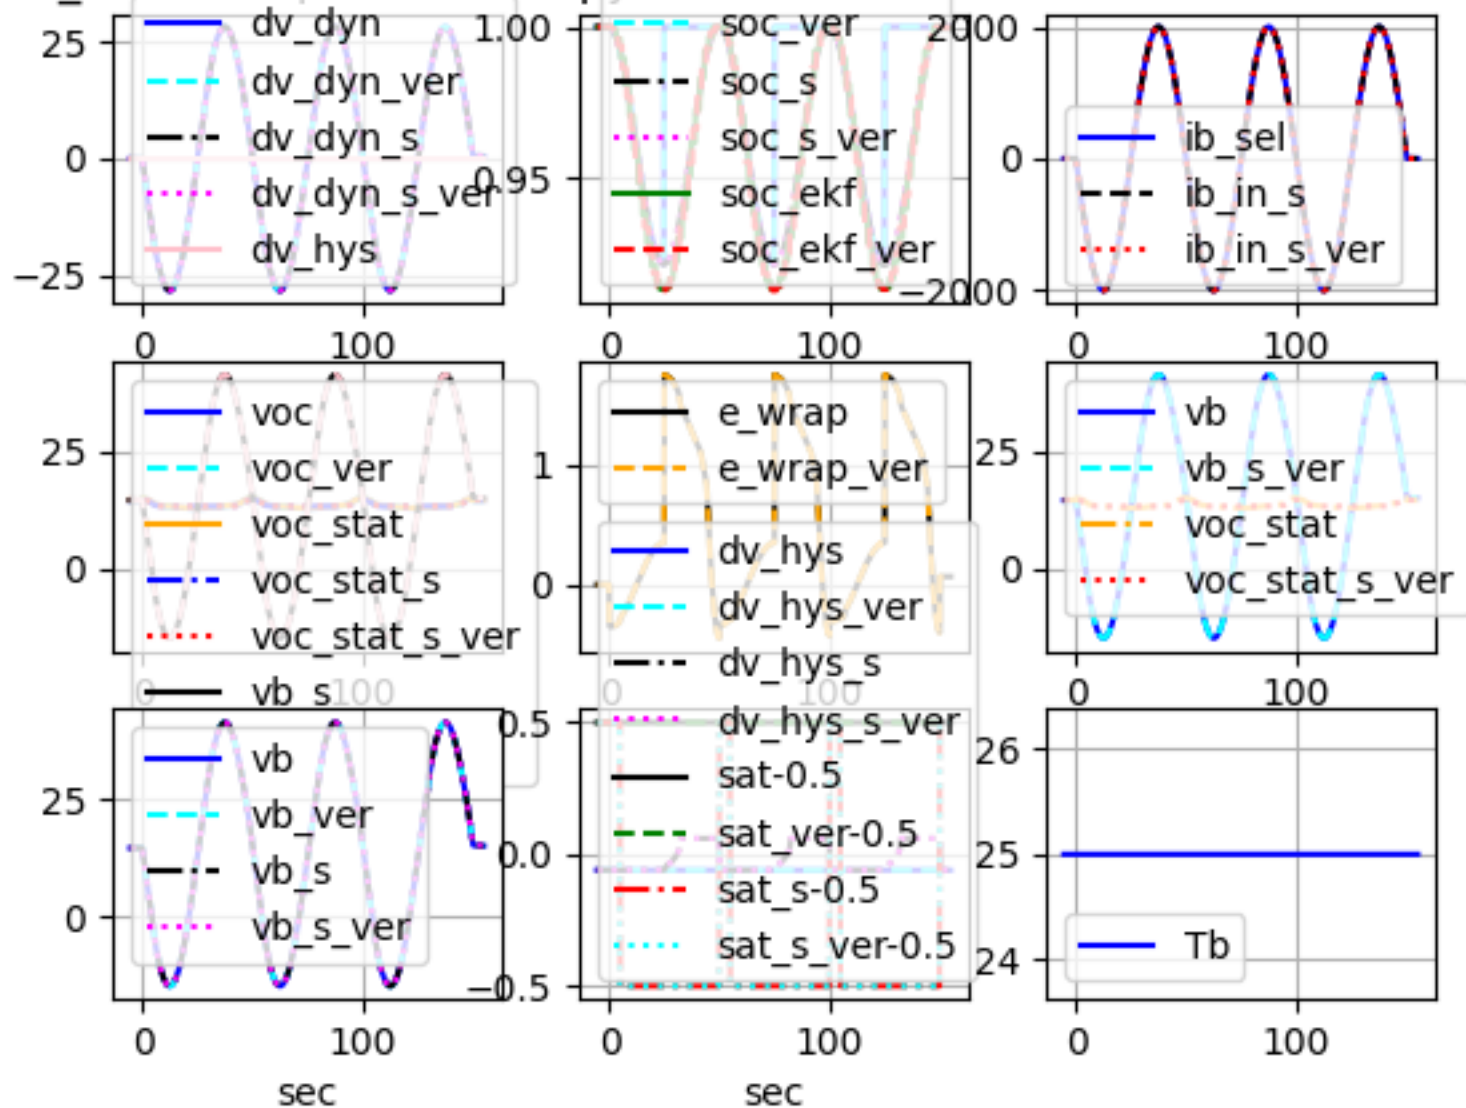 25
0
−25
dv_dyn
dv_dyn_ver
dv_dyn_s
dv_dyn_s_ver
dv_hys
0 100
1.00
0.95
soc_ver
soc_s
soc_s_ver
soc_ekf
soc_ekf_ver
0 100
2000
0
−2000
ib_sel
ib_in_s
ib_in_s_ver
0 100
25
0
voc
voc_ver
voc_stat
voc_stat_s
voc_stat_s_ver
vb_s
0 100
1
0
e_wrap
e_wrap_ver
dv_hys
dv_hys_ver
dv_hys_s
dv_hys_s_ver
sat-0.5
sat_ver-0.5
sat_s-0.5
sat_s_ver-0.5
0 100
25
0
vb
vb_s_ver
voc_stat
voc_stat_s_ver
0 100
25
0
vb
vb_ver
vb_s
vb_s_ver
0 100
sec
0.5
0.0
−0.5
0 100
sec
26
25
24
Tb
0 100